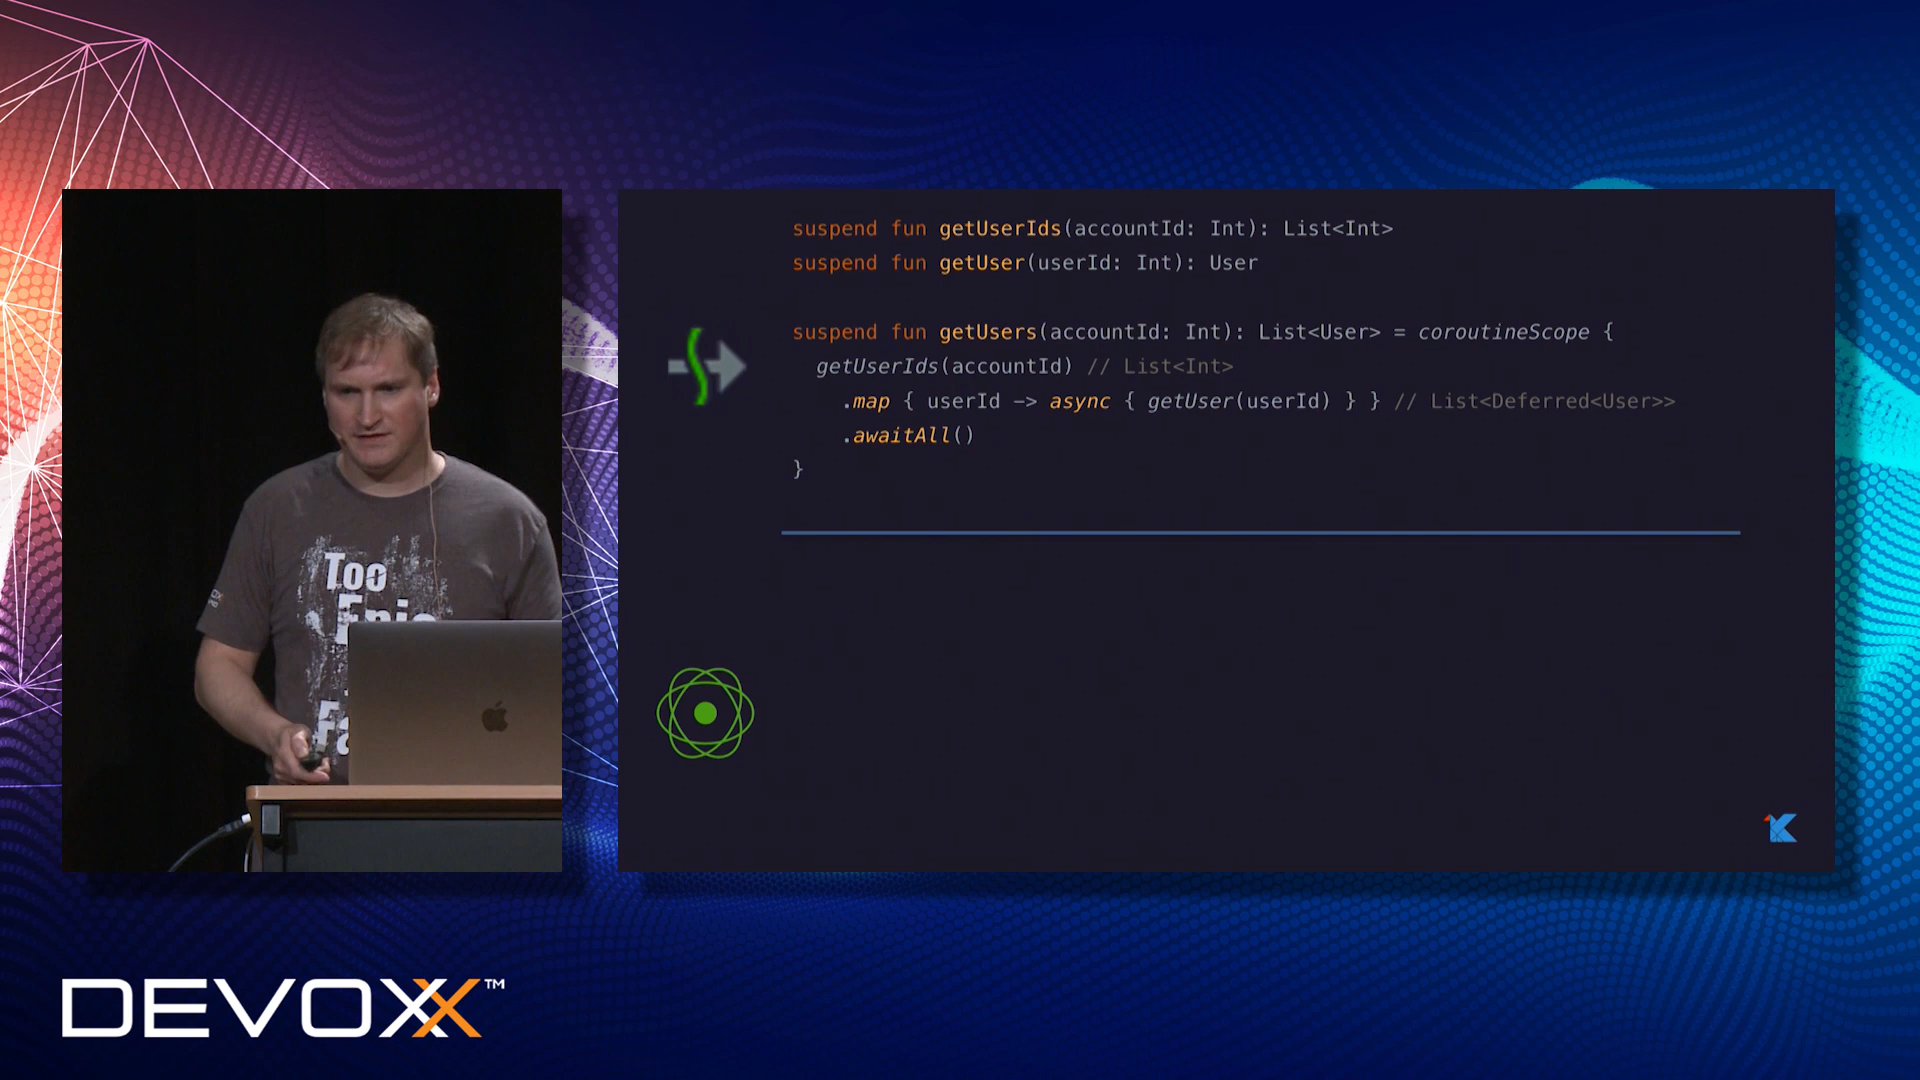 suspend fun getUserIds(accountId: Int): List<Int>
suspend fun getUser(userId: Int): User
suspend fun getUsers(accountId: Int): List<User> = coroutineScope {
getUserIds(accountId) // List<Int>
.map { userId -> async { getUser(userId) } } // List<Deferred<User>>
.awaitAll()
}
Too
Epic
DEVOXX™